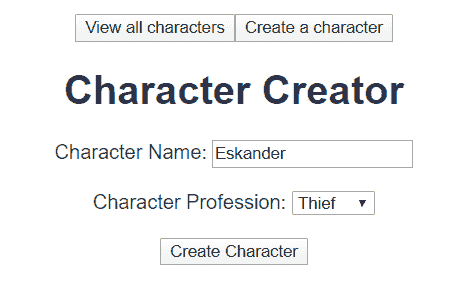 View all characters Create a character
Character Creator
Character Name: Eskander
Character Profession: Thief
Create Character